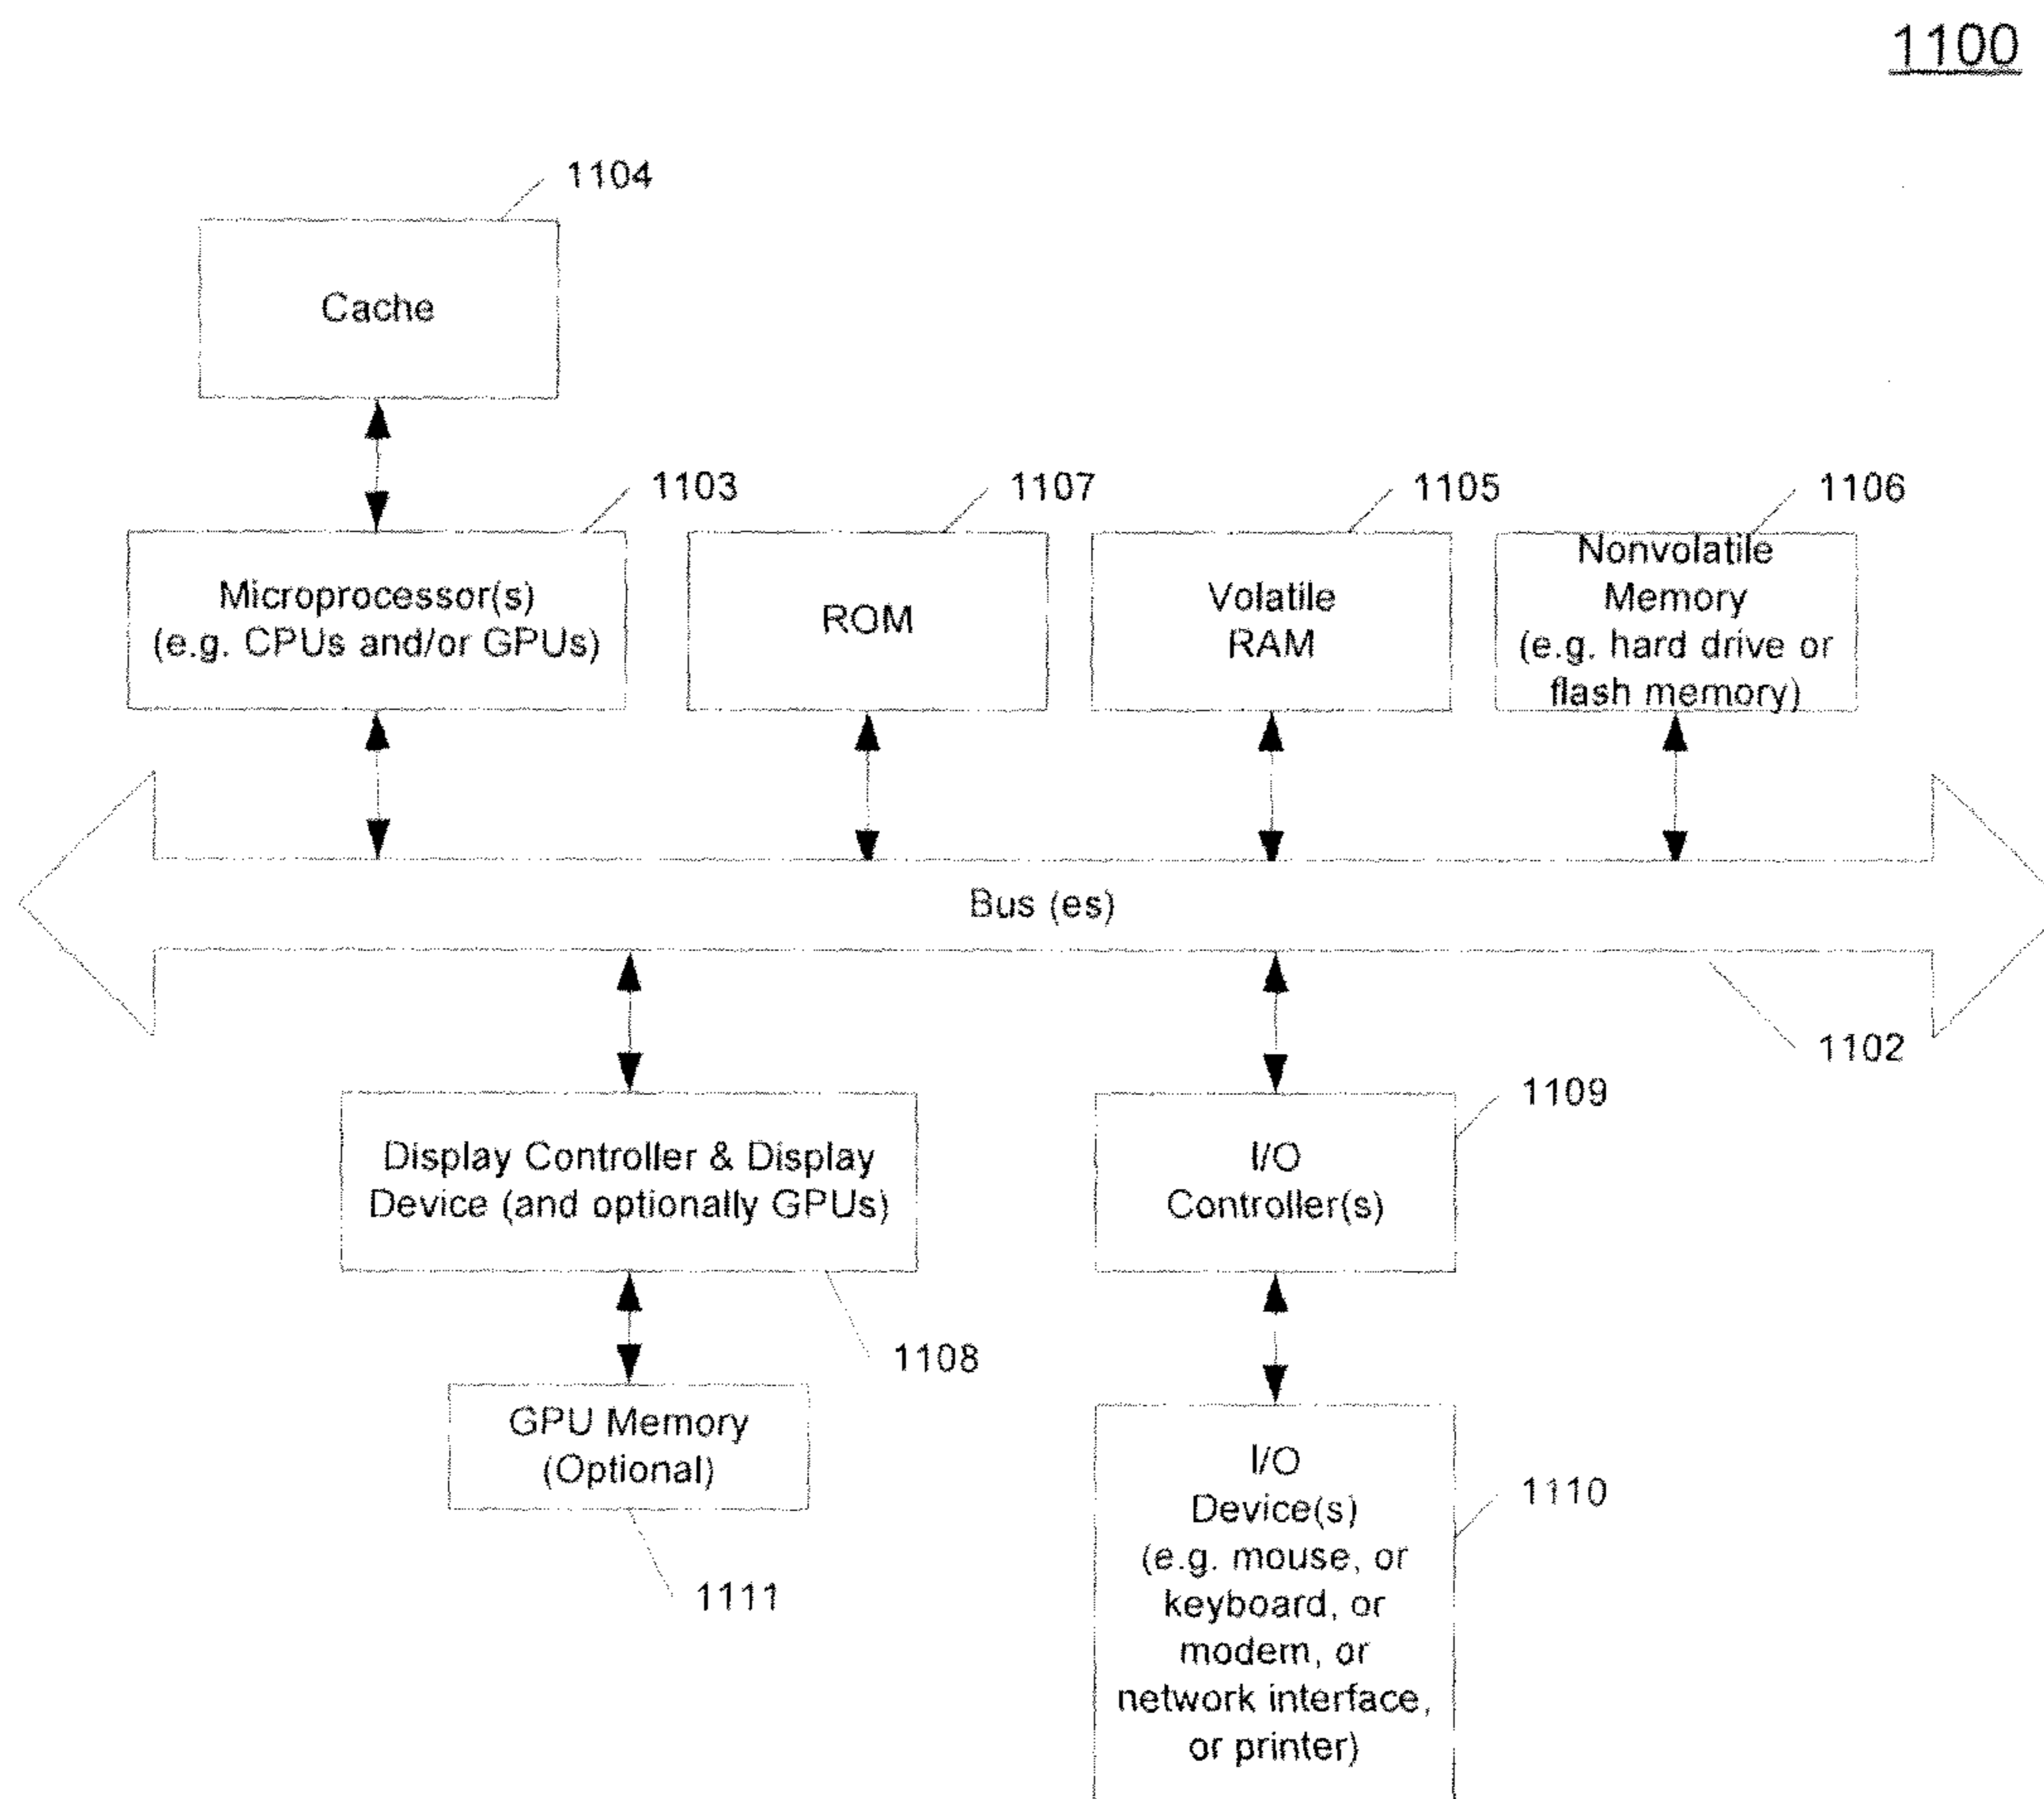 1100
1104
Cache
1103
1107
1105
1106
Microprocessor(s)
(e.g. CPUs and/or GPUs)
ROM
Volatile
RAM
Nonvolatile
Memory
(e.g. hard drive or
flash memory)
Bus (es)
1102
1109
Display Controller & Display
Device (and optionally GPUs)
I/O
Controller(s)
1108
GPU Memory
(Optional)
1111
I/O
Device(s)
(e.g. mouse, or
keyboard, or
modem, or
network interface,
or printer)
1110